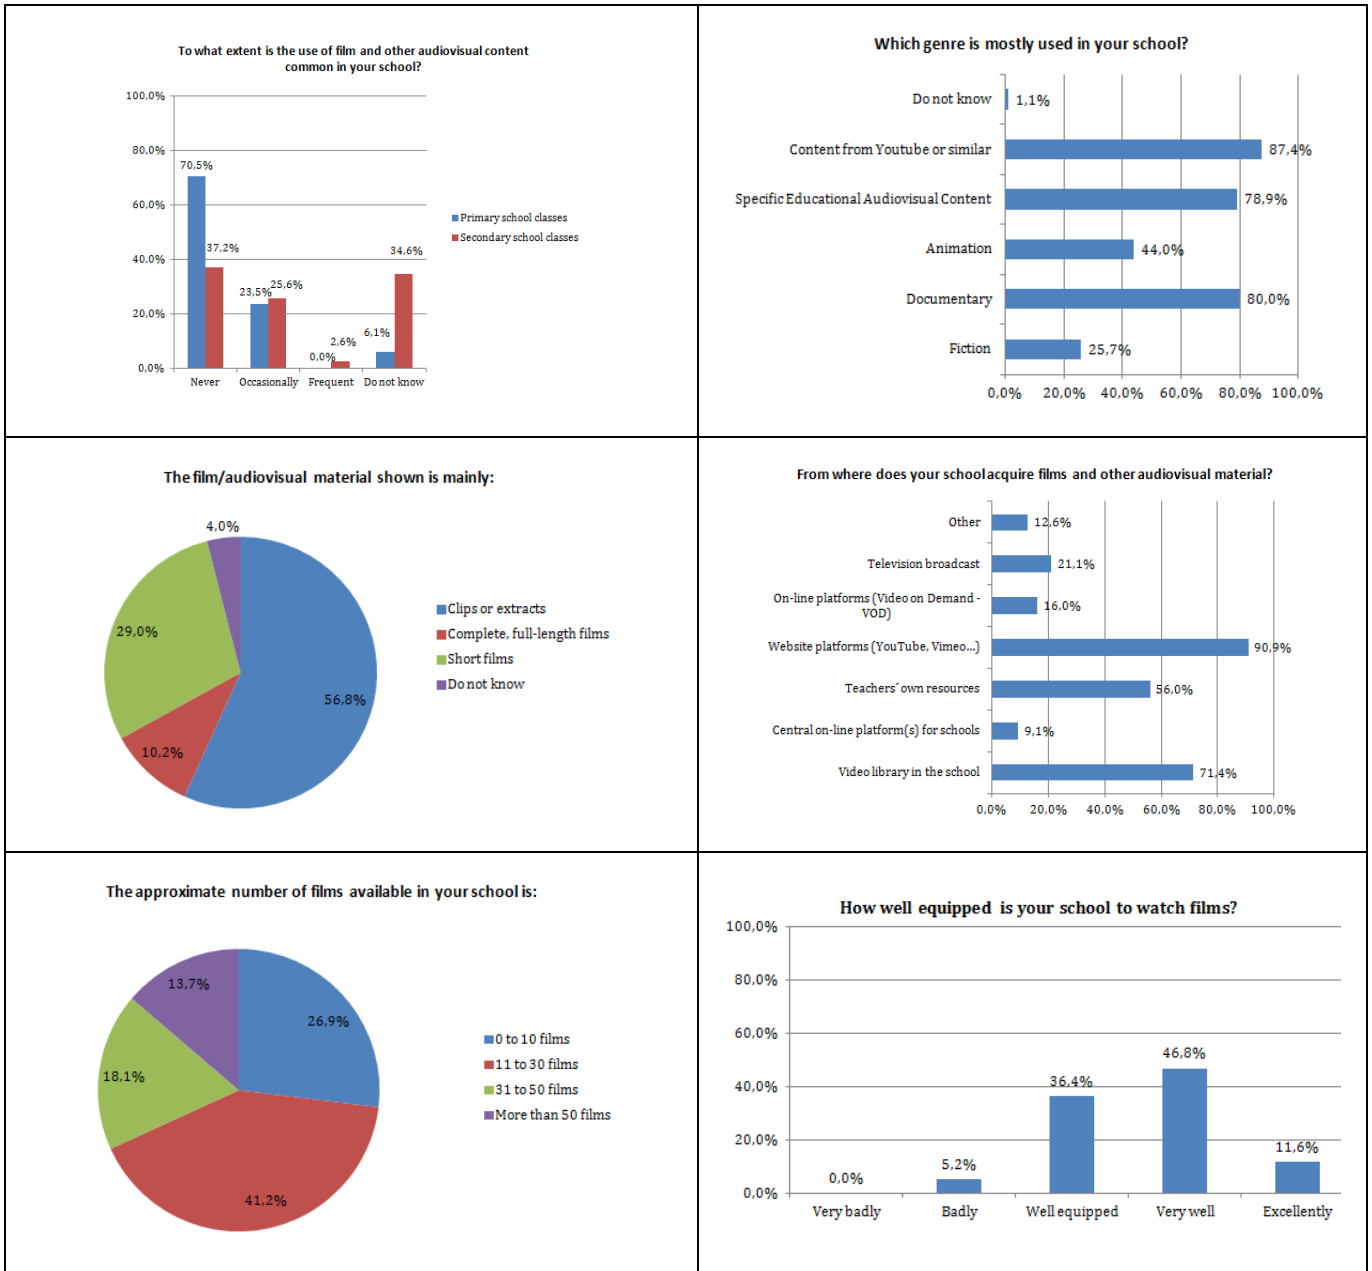 To what extent is the use of film and other audiovisual content
common in your school?
100,0%
80,0%
60,0%
40,0%
20,0%
0,0%
70,5%
37,2%
23,5%
25,6%
0,0%
2,6%
6,1%
34,6%
Never
Occasionally
Frequent
Do not know
Primary school classes
Secondary school classes
Which genre is mostly used in your school?
Do not know
1,1%
Content from Youtube or similar
87,4%
Specific Educational Audiovisual Content
78,9%
Animation
44,0%
Documentary
80,0%
Fiction
25,7%
0,0%
20,0%
40,0%
60,0%
80,0%
100,0%
The film/audiovisual material shown is mainly:
4,0%
29,0%
56,8%
10,2%
Clips or extracts
Complete, full-length films
Short films
Do not know
From where does your school acquire films and other audiovisual material?
Other
12,6%
Television broadcast
21,1%
On-line platforms (Video on Demand -
VOD)
16,0%
Website platforms (YouTube, Vimeo...)
90,9%
Teachers´ own resources
56,0%
Central on-line platform(s) for schools
9,1%
Video library in the school
71,4%
0,0%
20,0%
40,0%
60,0%
80,0%
100,0%
The approximate number of films available in your school is:
13,7%
26,9%
18,1%
41,2%
0 to 10 films
11 to 30 films
31 to 50 films
More than 50 films
How well equipped is your school to watch films?
100,0%
80,0%
60,0%
40,0%
20,0%
0,0%
0,0%
5,2%
36,4%
46,8%
11,6%
Very badly
Badly
Well equipped
Very well
Excellently